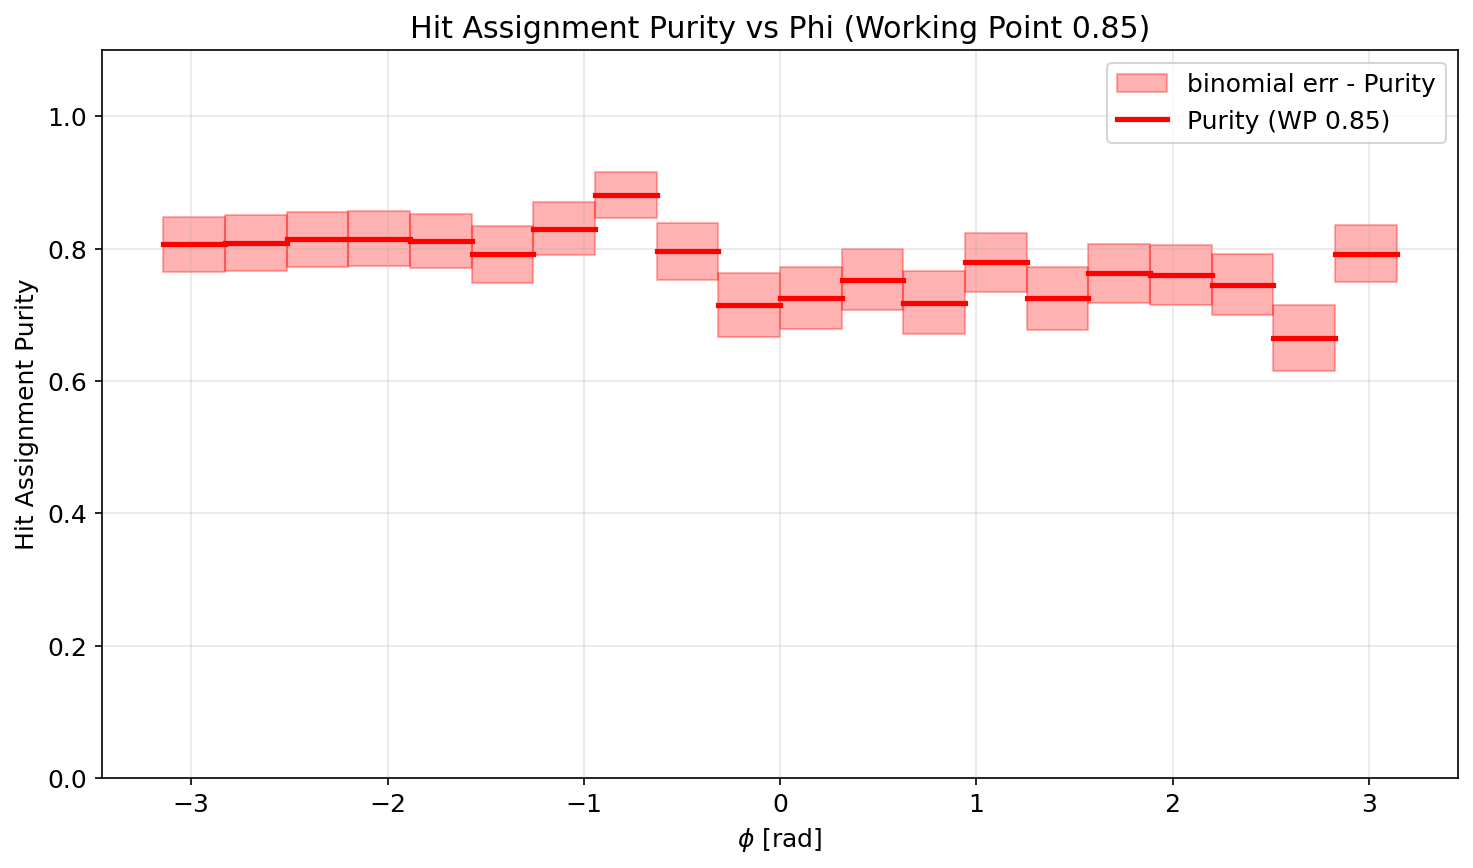 Hit Assignment Purity vs Phi (Working Point 0.85)
binomial err - Purity
Purity (WP 0.85)
Hit Assignment Purity
1.0
0.8
0.6
0.4
0.2
0.0
−3
−2
−1
0
1
2
3
ϕ [rad]